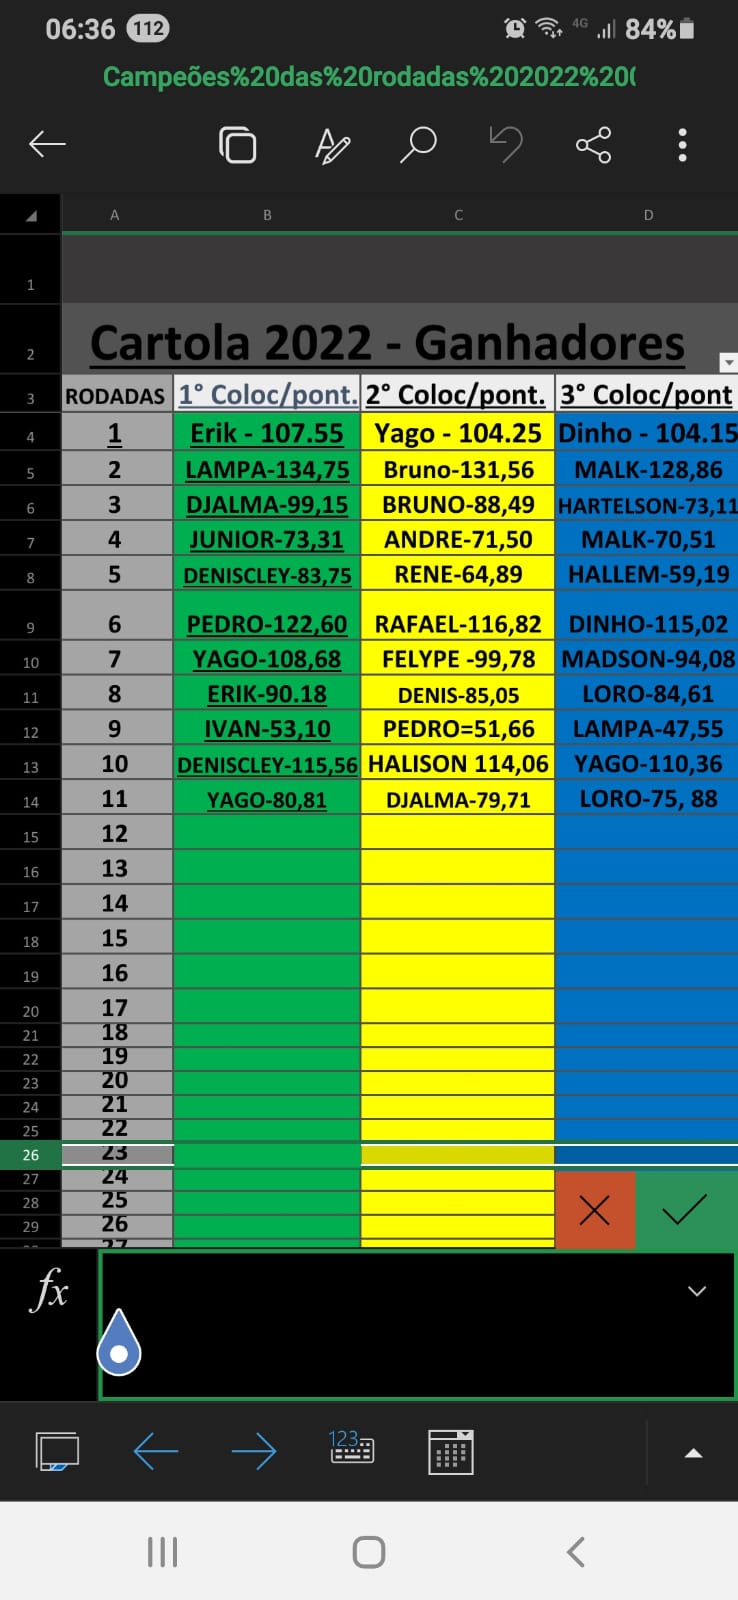 06:36 112 4G 84%
Campeões%20das%20rodadas%202022%20(
A B C D
1
2 Cartola 2022 - Ganhadores
3 RODADAS 1° Coloc/pont. 2° Coloc/pont. 3° Coloc/pont
4 1 Erik - 107.55 Yago - 104.25 Dinho - 104.15
5 2 LAMPA-134,75 Bruno-131,56 MALK-128,86
6 3 DJALMA-99,15 BRUNO-88,49 HARTELSON-73,11
7 4 JUNIOR-73,31 ANDRE-71,50 MALK-70,51
8 5 DENISCLEY-83,75 RENE-64,89 HALLEM-59,19
9 6 PEDRO-122,60 RAFAEL-116,82 DINHO-115,02
10 7 YAGO-108,68 FELYPE -99,78 MADSON-94,08
11 8 ERIK-90.18 DENIS-85,05 LORO-84,61
12 9 IVAN-53,10 PEDRO=51,66 LAMPA-47,55
13 10 DENISCLEY-115,56 HALISON 114,06 YAGO-110,36
14 11 YAGO-80,81 DJALMA-79,71 LORO-75, 88
15 12
16 13
17 14
18 15
19 16
20 17
21 18
22 19
23 20
24 21
25 22
26 23
27 24
28 25
29 26
27
fx
123